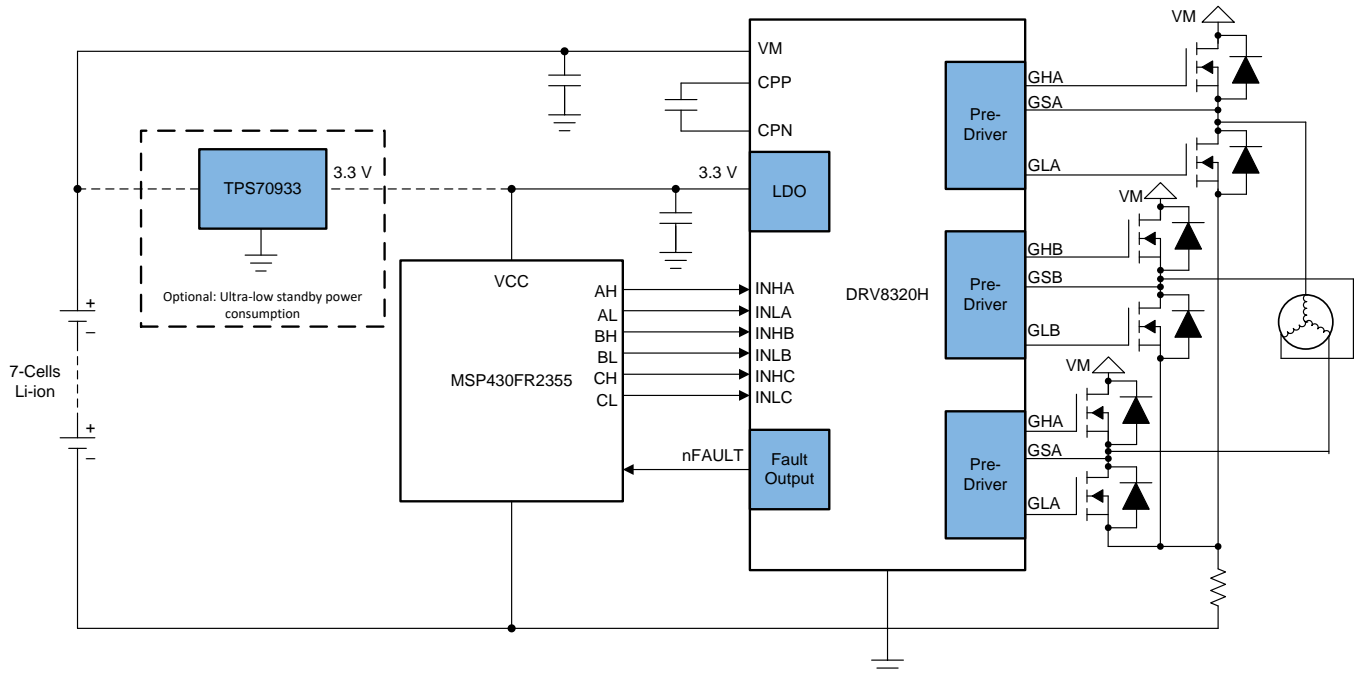 VM
VM
CPP
CPN
Pre-
Driver
GHA
GSA
GLA
TPS70933
3.3 V
3.3 V
LDO
Optional: Ultra-low standby power
consumption
VM
VCC
AH
AL
BH
BL
CH
CL
INHA
INLA
INHB
INLB
INHC
INLC
DRV8320H
Pre-
Driver
GHB
GSB
GLB
7-Cells
Li-ion
MSP430FR2355
VM
nFAULT
Fault
Output
Pre-
Driver
GHA
GSA
GLA